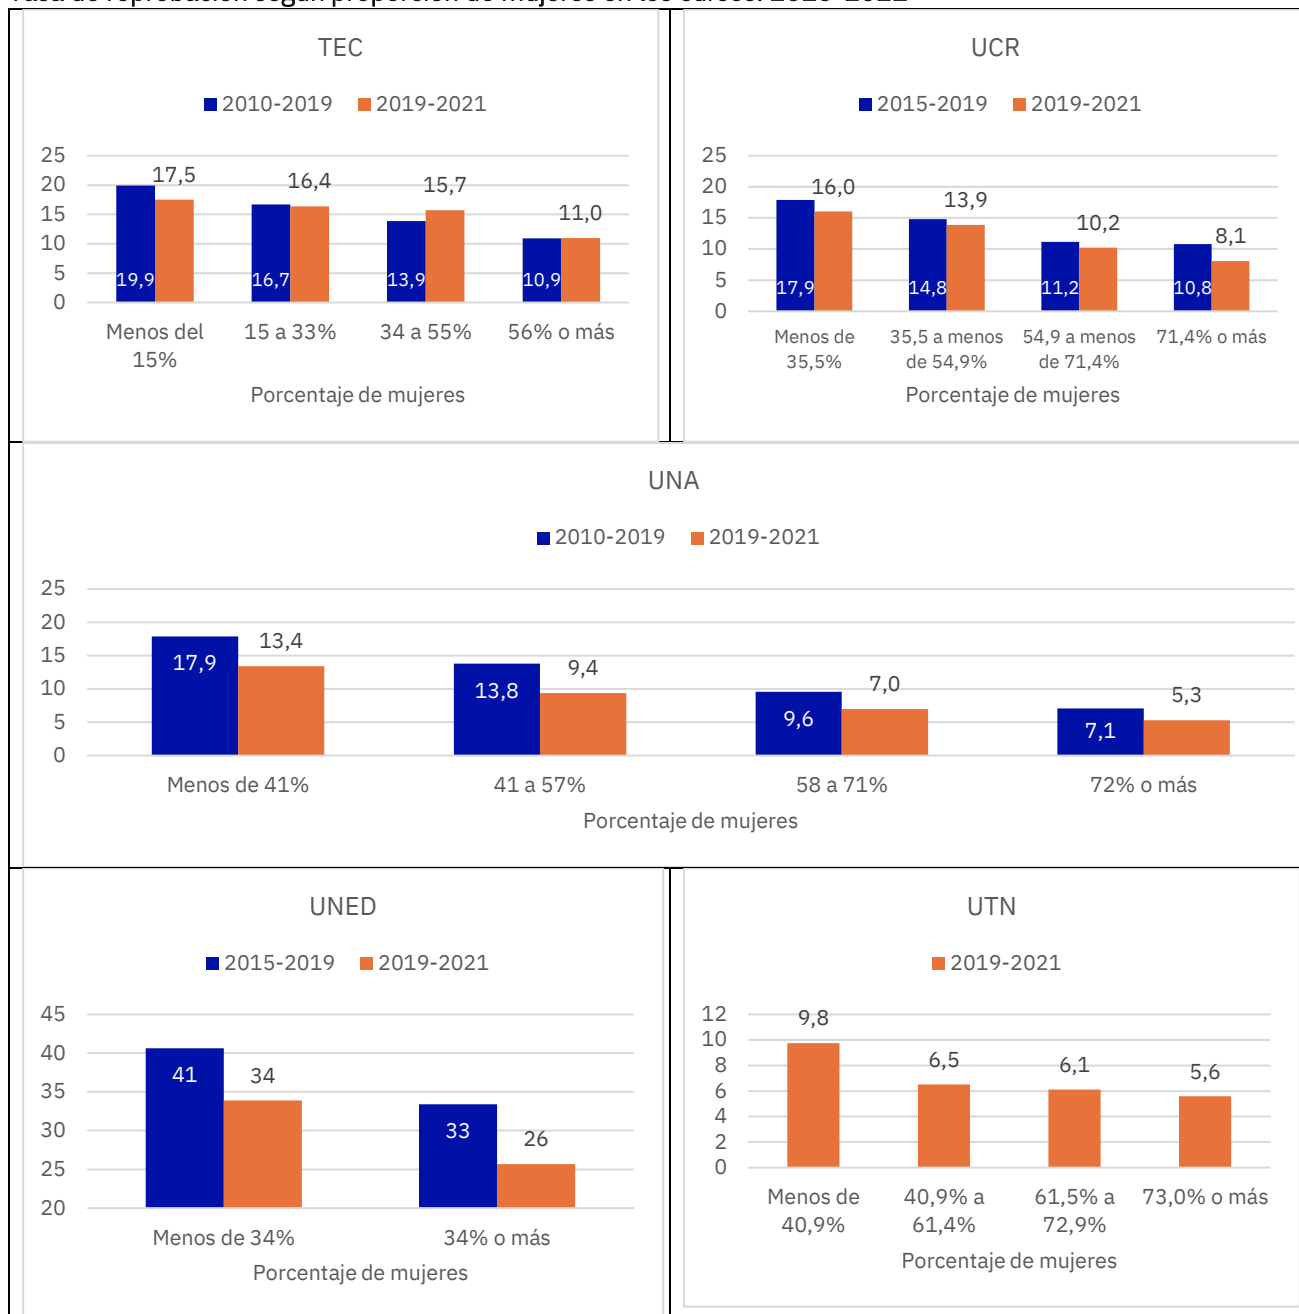 TEC
2010-2019 2019-2021
25
20
15
10
5
0
17,5
16,4
15,7
11,0
19,9
16,7
13,9
10,9
Menos del 15%
15 a 33%
34 a 55%
56% o más
Porcentaje de mujeres
UCR
2015-2019 2019-2021
25
20
15
10
5
0
16,0
13,9
10,2
8,1
17,9
14,8
11,2
10,8
Menos de 35,5%
35,5 a menos de 54,9%
54,9 a menos de 71,4%
71,4% o más
Porcentaje de mujeres
UNA
2010-2019 2019-2021
25
20
15
10
5
0
17,9
13,4
13,8
9,4
9,6
7,0
7,1
5,3
Menos de 41%
41 a 57%
58 a 71%
72% o más
Porcentaje de mujeres
UNED
2015-2019 2019-2021
45
40
35
30
25
20
41
34
33
26
Menos de 34%
34% o más
Porcentaje de mujeres
UTN
2019-2021
12
10
8
6
4
2
0
9,8
6,5
6,1
5,6
Menos de 40,9%
40,9% a 61,4%
61,5% a 72,9%
73,0% o más
Porcentaje de mujeres